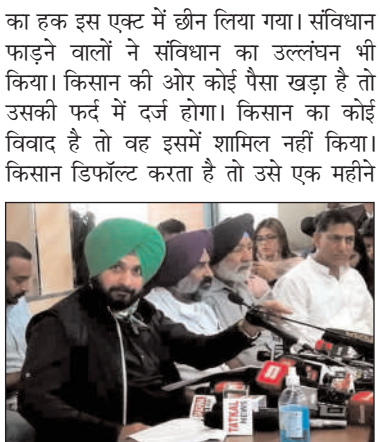 का हक इस एक्ट में छीन लिया गया। संविधान
फाड़ने वालों ने संविधान का उल्लंघन भी
किया। किसान की ओर कोई पैसा खड़ा है तो
उसकी फर्द में दर्ज होगा। किसान का कोई
विवाद है तो वह इसमें शामिल नहीं किया।
किसान डिफॉल्ट करता है तो उसे एक महीने
TATKAL
NEWS